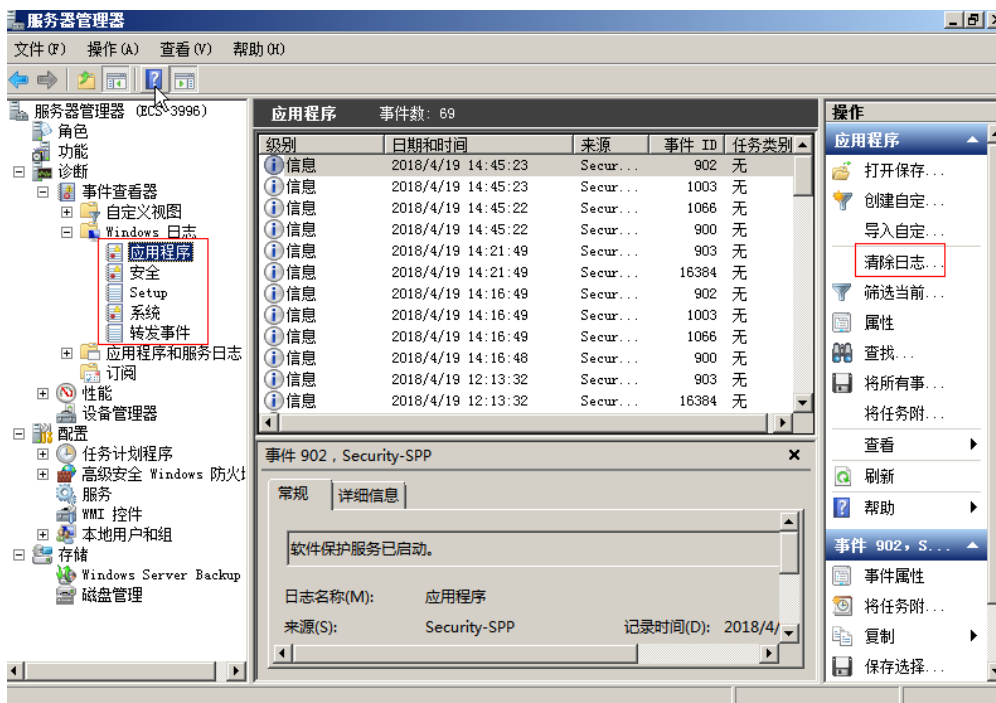 服务器管理器
文件(F) 操作(A) 查看(V) 帮助(H)
服务器管理器 (ECS-3996)
角色
功能
诊断
事件查看器
自定义视图
Windows 日志
应用程序
安全
Setup
系统
转发事件
应用程序和服务日志
订阅
性能
设备管理器
配置
任务计划程序
高级安全 Windows 防火
服务
WMI 控件
本地用户和组
存储
Windows Server Backup
磁盘管理
应用程序 事件数: 69
级别 日期和时间 来源 事件 ID 任务类别
信息 2018/4/19 14:45:23 Secur... 902 无
信息 2018/4/19 14:45:23 Secur... 1003 无
信息 2018/4/19 14:45:22 Secur... 1066 无
信息 2018/4/19 14:45:22 Secur... 900 无
信息 2018/4/19 14:21:49 Secur... 903 无
信息 2018/4/19 14:21:49 Secur... 16384 无
信息 2018/4/19 14:16:49 Secur... 902 无
信息 2018/4/19 14:16:49 Secur... 1003 无
信息 2018/4/19 14:16:49 Secur... 1066 无
信息 2018/4/19 14:16:48 Secur... 900 无
信息 2018/4/19 12:13:32 Secur... 903 无
信息 2018/4/19 12:13:32 Secur... 16384 无
事件 902，Security-SPP
常规 详细信息
软件保护服务已启动。
日志名称(M): 应用程序
来源(S): Security-SPP 记录时间(D): 2018/4/
操作
应用程序
打开保存...
创建自定...
导入自定...
清除日志...
筛选当前...
属性
查找...
将所有事...
将任务附...
查看
刷新
帮助
事件 902，S...
事件属性
将任务附...
复制
保存选择...